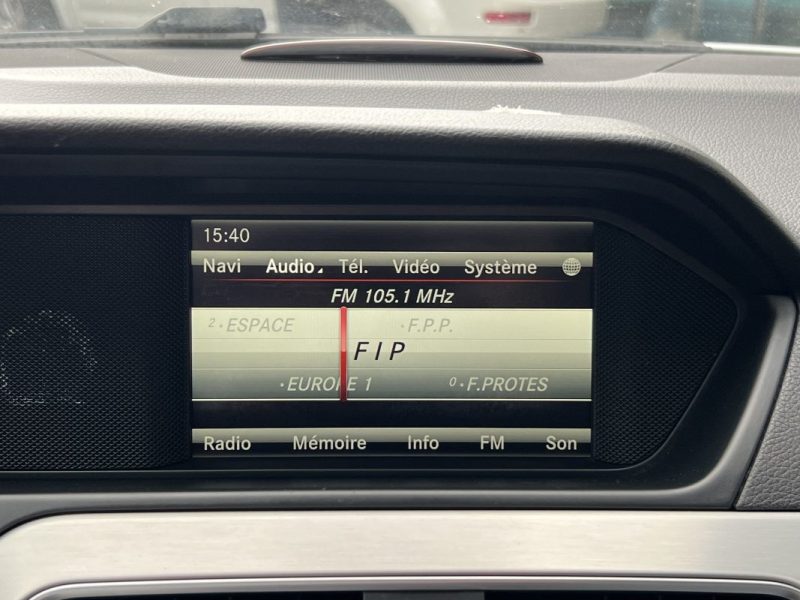 15:40
Navi Audio Tél. Vidéo Système
FM 105.1 MHz
2·ESPACE ·F.P.P.
FIP
·EUROPE 1 0·F.PROTES
Radio Mémoire Info FM Son